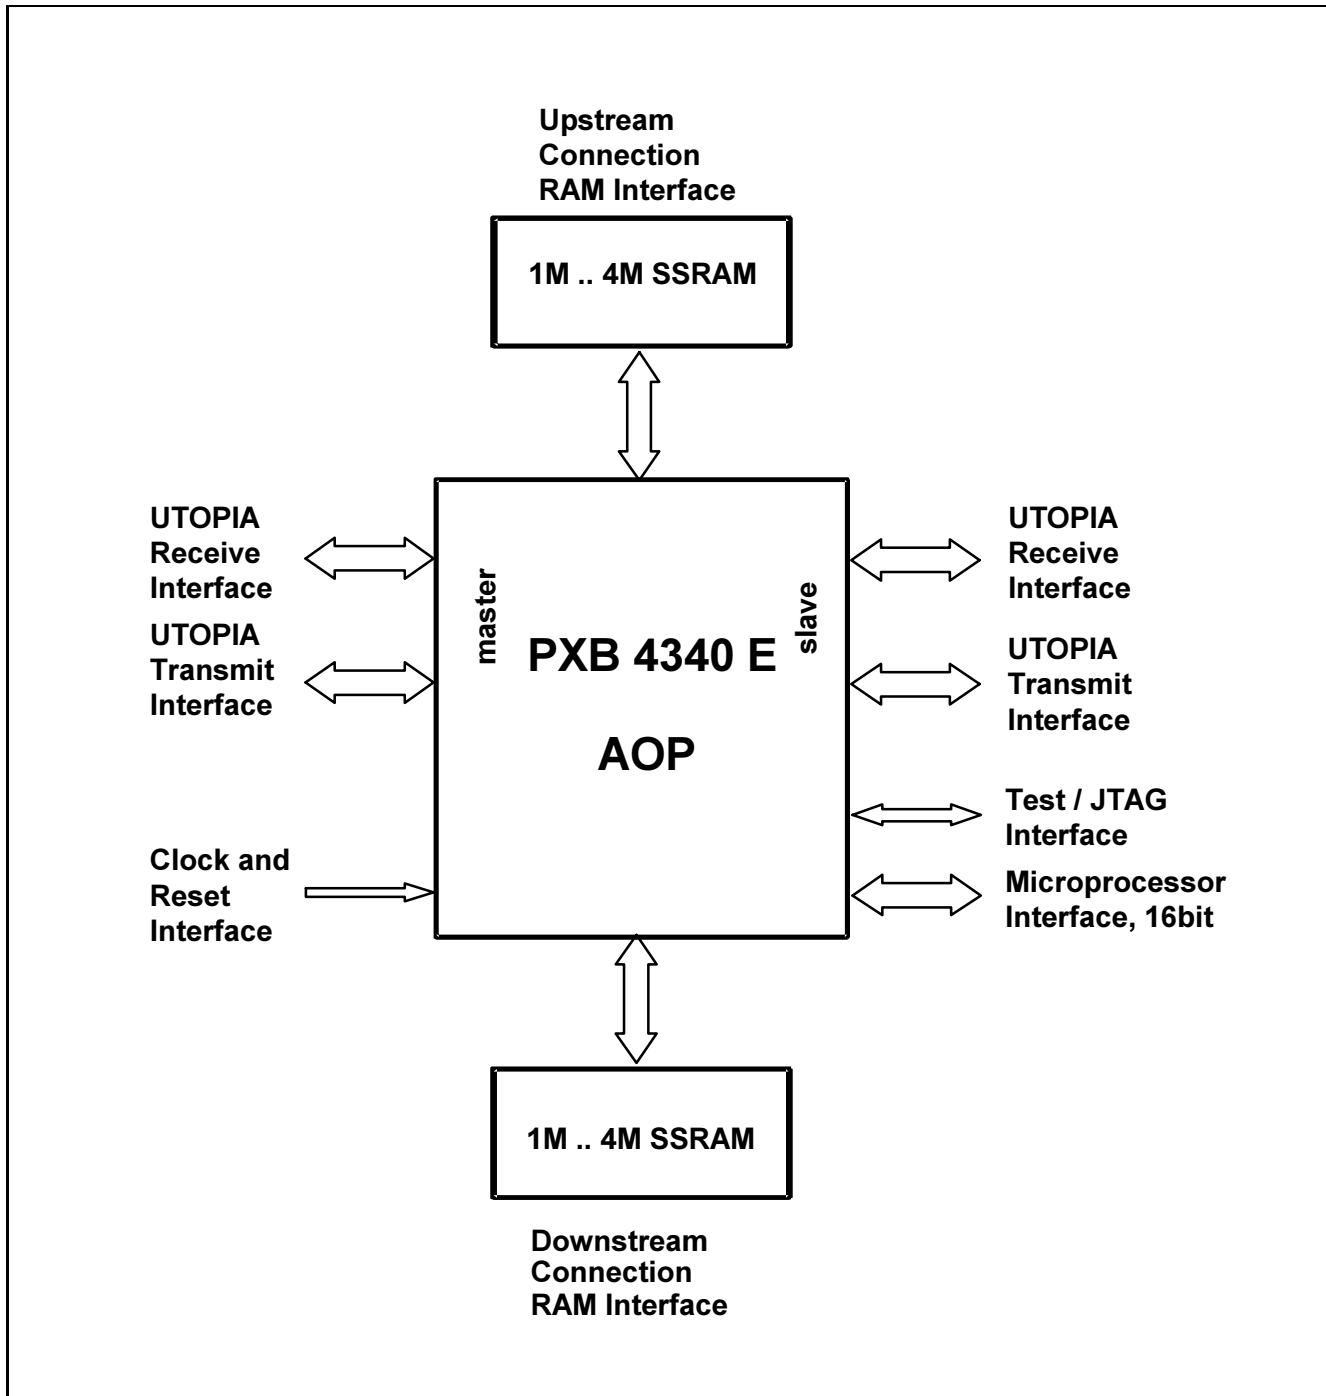 Upstream
Connection
RAM Interface
1M .. 4M SSRAM
UTOPIA
Receive
Interface
UTOPIA
Transmit
Interface
Clock and
Reset
Interface
master
PXB 4340 E
AOP
slave
UTOPIA
Receive
Interface
UTOPIA
Transmit
Interface
Test / JTAG
Interface
Microprocessor
Interface, 16bit
1M .. 4M SSRAM
Downstream
Connection
RAM Interface